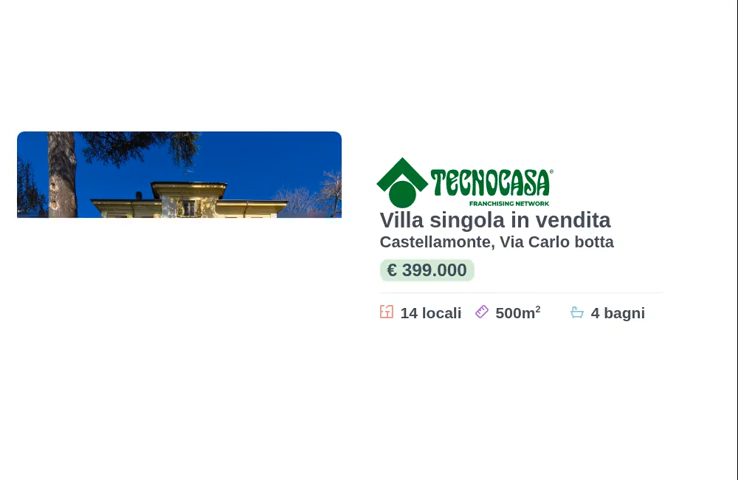 TECNOCASA®
FRANCHISING NETWORK
Villa singola in vendita
Castellamonte, Via Carlo botta
€ 399.000
14 locali 500m² 4 bagni